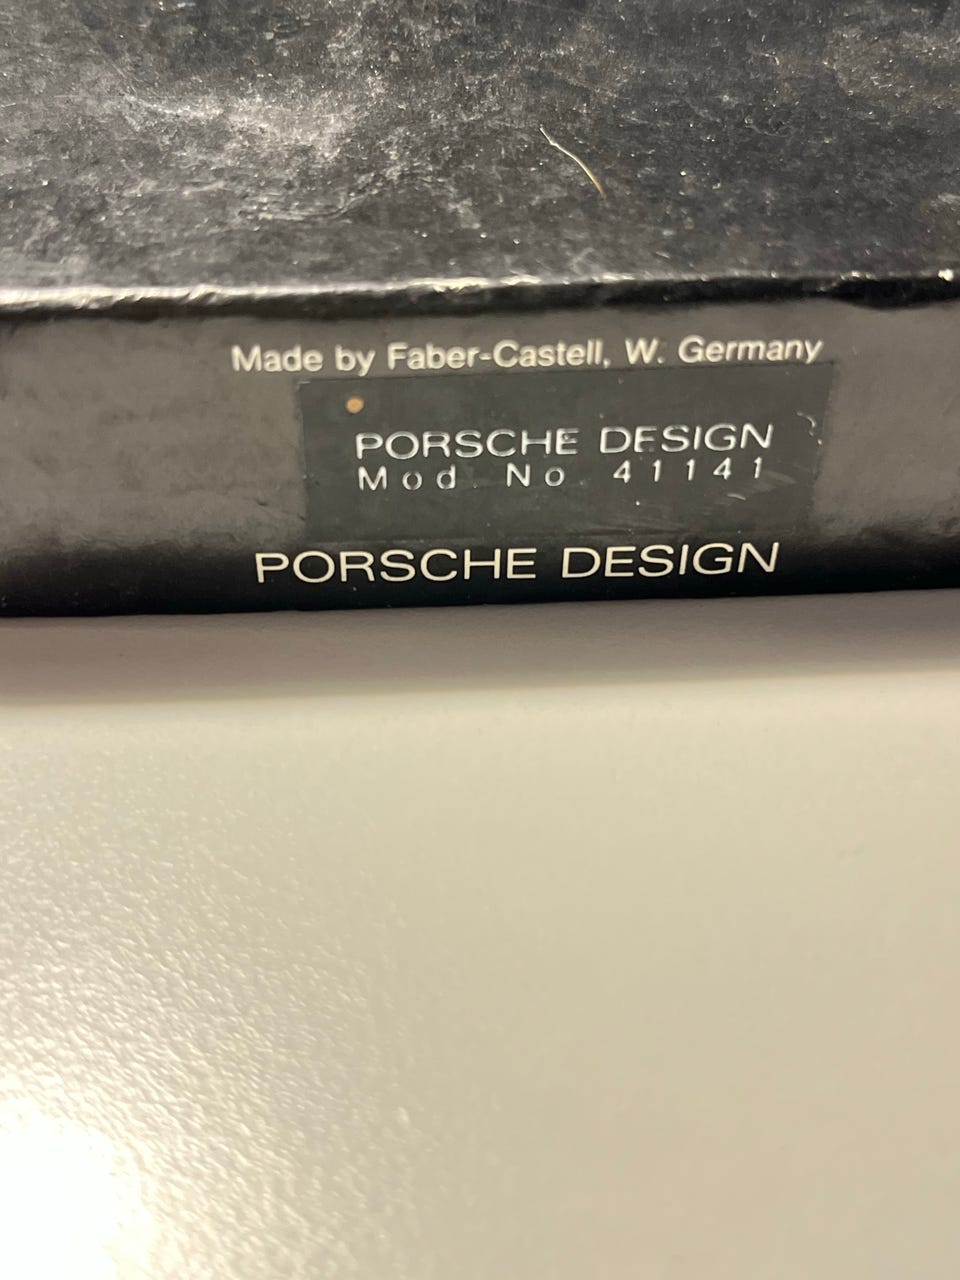 Made by Faber-Castell, W. Germany
PORSCHE DESIGN
Mod. No. 41141
PORSCHE DESIGN